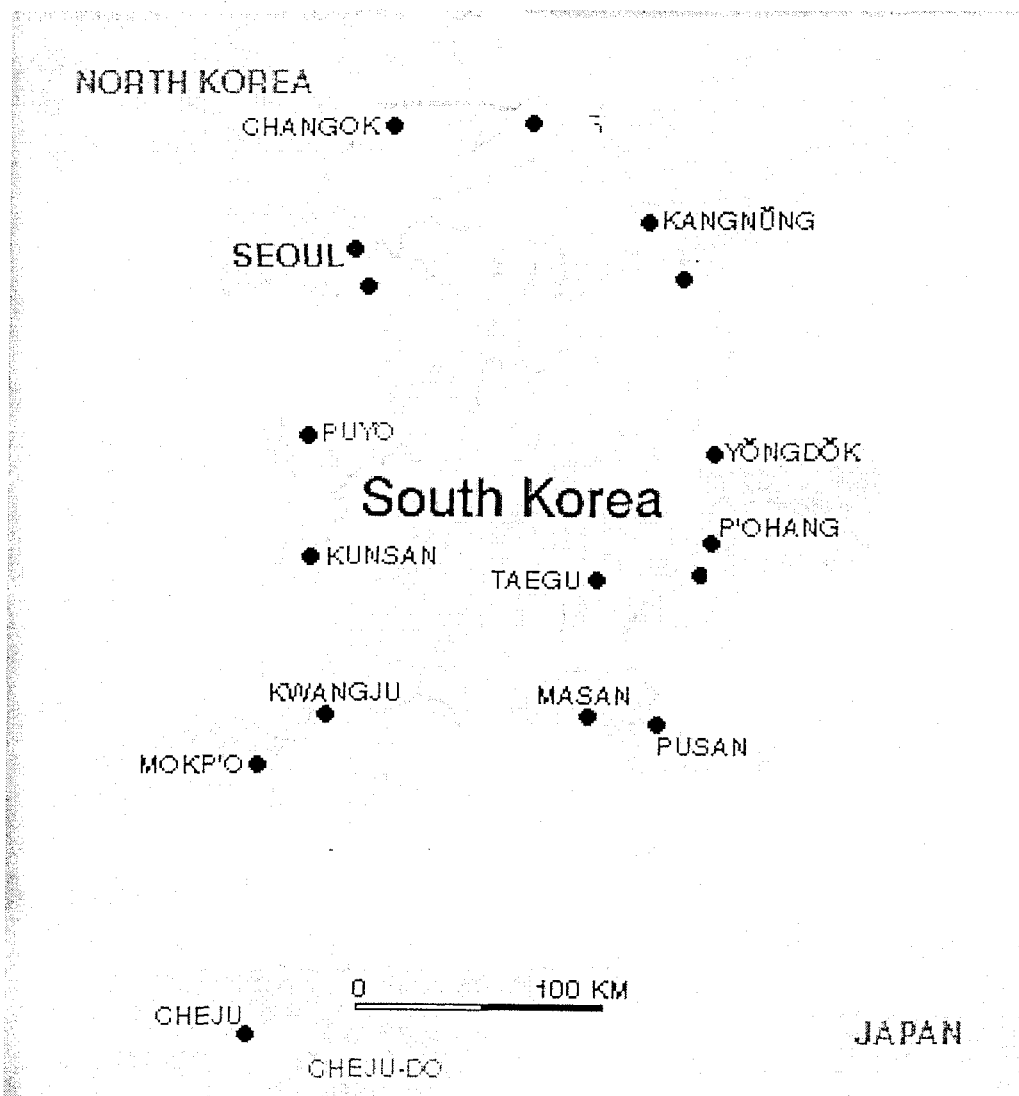 NORTH KOREA
CHANGOK
KANGNŬNG
SEOUL
PUYO
YŎNGDŎK
South Korea
P'OHANG
KUNSAN
TAEGU
KWANGJU
MASAN
PUSAN
MOKP'O
0 100 KM
CHEJU
JAPAN
CHEJU-DO